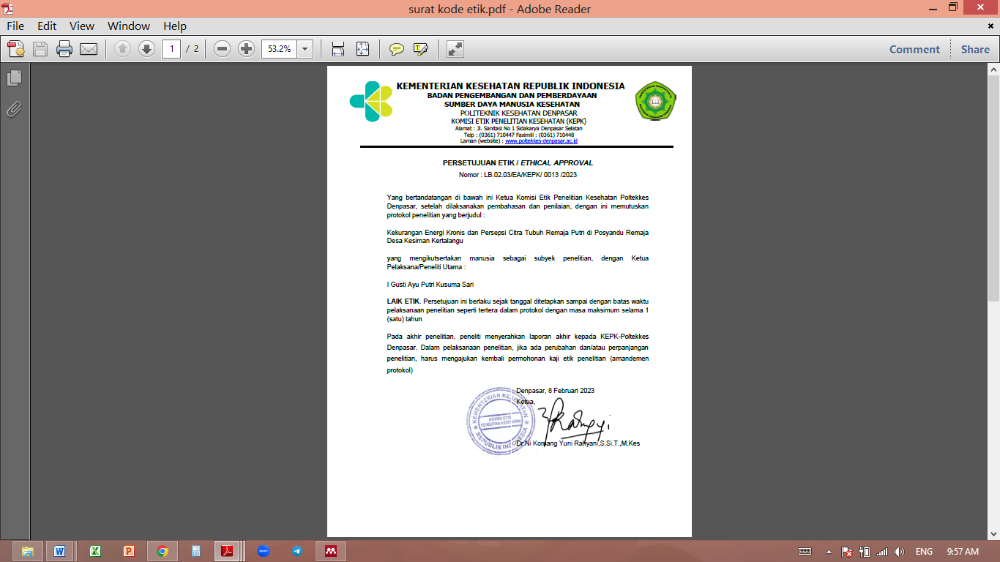 surat kode etik.pdf - Adobe Reader
File Edit View Window Help
1 / 2 53.2% Comment Share
KEMENTERIAN KESEHATAN REPUBLIK INDONESIA
BADAN PENGEMBANGAN DAN PEMBERDAYAAN
SUMBER DAYA MANUSIA KESEHATAN
POLITEKNIK KESEHATAN DENPASAR
KOMISI ETIK PENELITIAN KESEHATAN (KEPK)
Alamat : Jl. Sanitasi No 1 Sidakarya Denpasar Selatan
Telp : (0361) 710447 Faximili : (0361) 710448
Laman (website) : www.poltekkes-denpasar.ac.id
PERSETUJUAN ETIK / ETHICAL APPROVAL
Nomor : LB.02.03/EA/KEPK/ 0013 /2023
Yang bertandatangan di bawah ini Ketua Komisi Etik Penelitian Kesehatan Poltekkes
Denpasar, setelah dilaksanakan pembahasan dan penilaian, dengan ini memutuskan
protokol penelitian yang berjudul :
Kekurangan Energi Kronis dan Persepsi Citra Tubuh Remaja Putri di Posyandu Remaja
Desa Kesiman Kertalangu
yang mengikutsertakan manusia sebagai subyek penelitian, dengan Ketua
Pelaksana/Peneliti Utama :
I Gusti Ayu Putri Kusuma Sari
LAIK ETIK. Persetujuan ini berlaku sejak tanggal ditetapkan sampai dengan batas waktu
pelaksanaan penelitian seperti tertera dalam protokol dengan masa maksimum selama 1
(satu) tahun
Pada akhir penelitian, peneliti menyerahkan laporan akhir kepada KEPK-Poltekkes
Denpasar. Dalam pelaksanaan penelitian, jika ada perubahan dan/atau perpanjangan
penelitian, harus mengajukan kembali permohonan kaji etik penelitian (amandemen
protokol)
Denpasar, 8 Februari 2023
Ketua,
KEMENTERIAN KESEHATAN
KOMISI ETIK
PENELITIAN KESEHATAN
REPUBLIK INDONESIA
Dr.Ni Komang Yuni Rahyani,S.Si.T.,M.Kes
ENG 9:57 AM